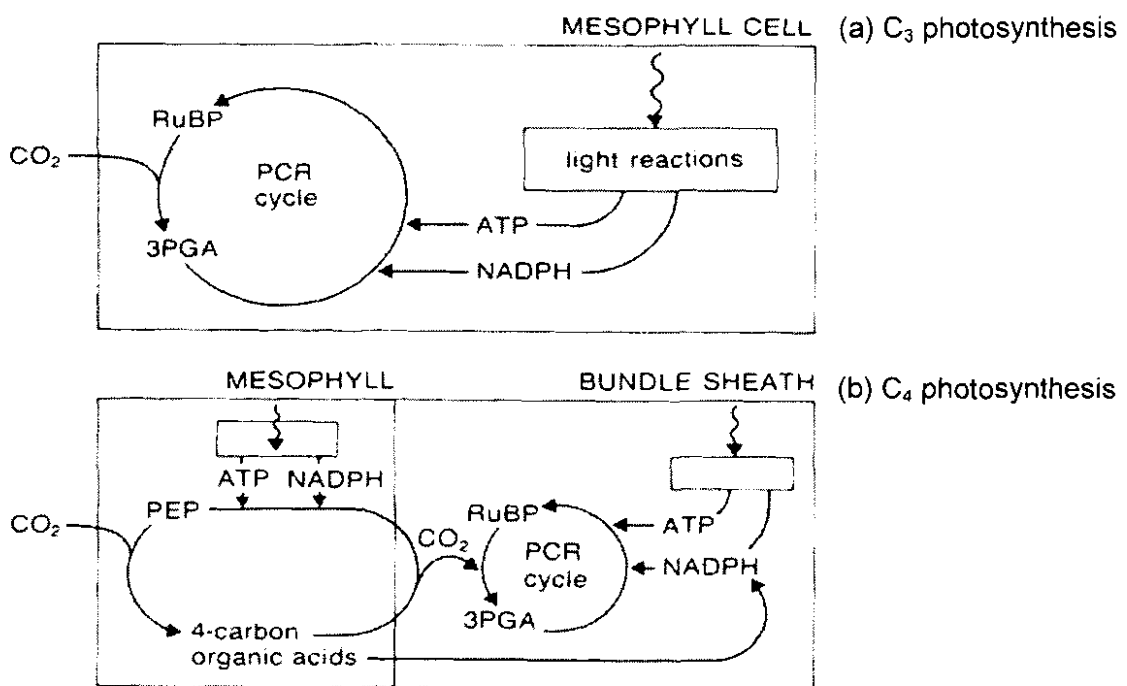 MESOPHYLL CELL (a) C₃ photosynthesis
RuBP
CO₂
PCR
cycle
light reactions
3PGA
ATP
NADPH
MESOPHYLL BUNDLE SHEATH (b) C₄ photosynthesis
ATP NADPH
PEP
CO₂
4-carbon
organic acids
CO₂
RuBP
PCR
cycle
3PGA
ATP
NADPH